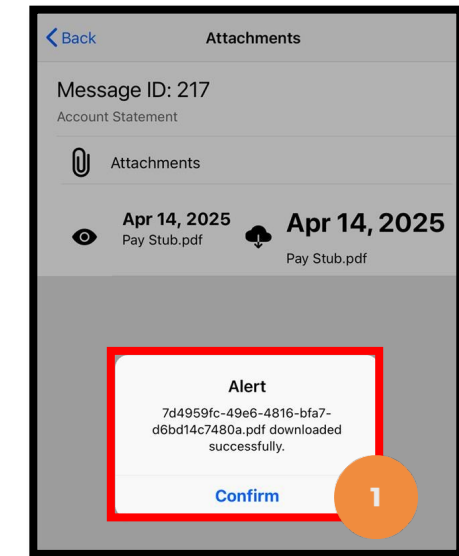 Back
Attachments
Message ID: 217
Account Statement
Attachments
Apr 14, 2025
Pay Stub.pdf
Apr 14, 2025
Pay Stub.pdf
Alert
7d4959fc-49e6-4816-bfa7-
d6bd14c7480a.pdf downloaded
successfully.
Confirm
1